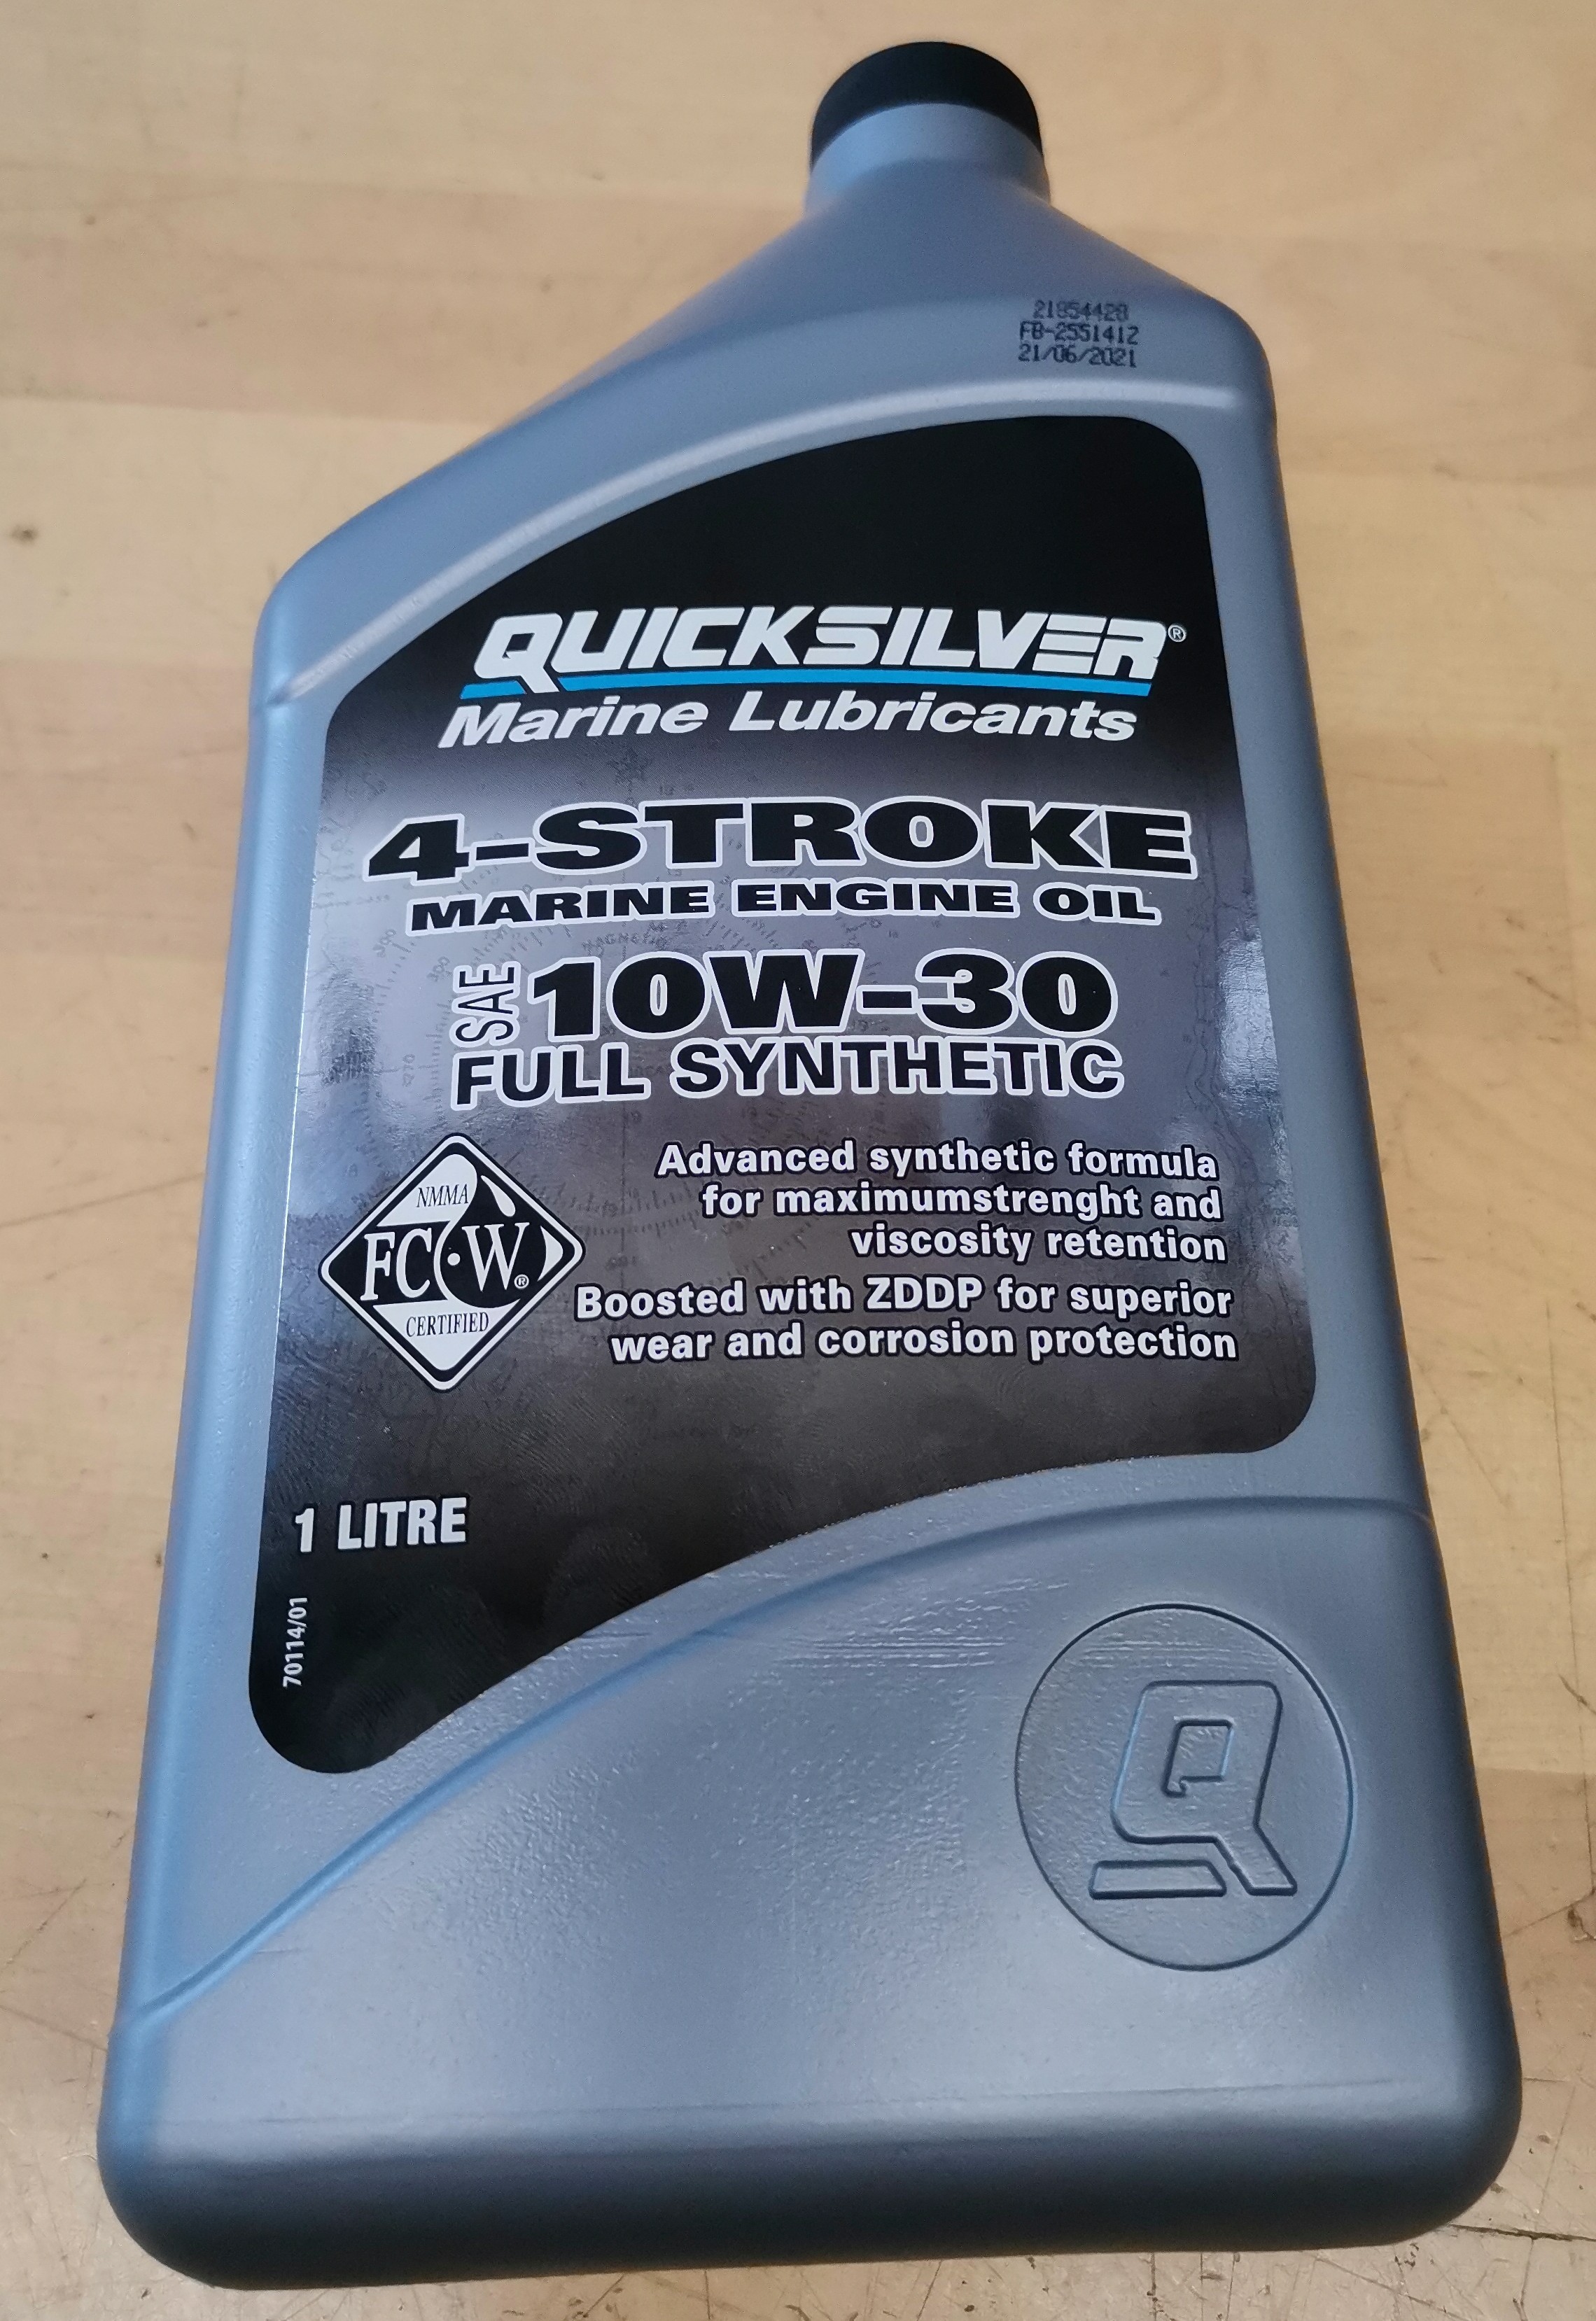 21854428
FB-2551412
21/06/2021
QUICKSILVER®
Marine Lubricants
4-STROKE
MARINE ENGINE OIL
SAE 10W-30
FULL SYNTHETIC
Advanced synthetic formula
for maximumstrenght and
viscosity retention
NMMA
FC·W®
CERTIFIED
Boosted with ZDDP for superior
wear and corrosion protection
1 LITRE
70114/01
Q